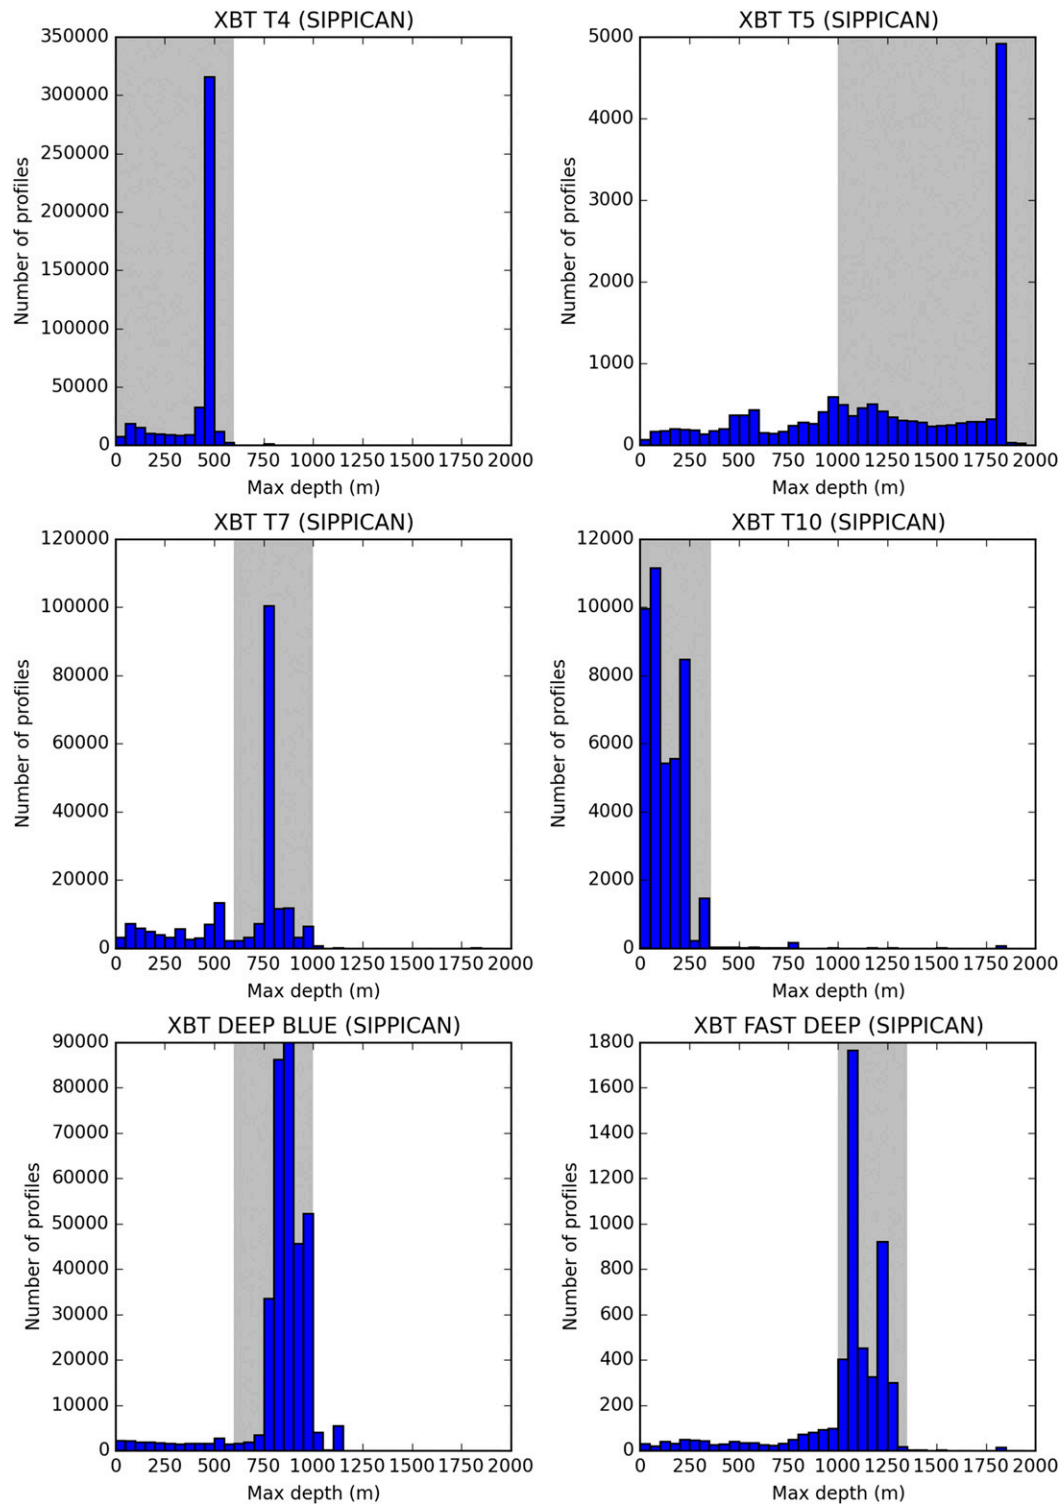 XBT T4 (SIPPICAN)
350000
300000
250000
200000
150000
100000
50000
0
Number of profiles
0 250 500 750 1000 1250 1500 1750 2000
Max depth (m)
XBT T5 (SIPPICAN)
5000
4000
3000
2000
1000
0
Number of profiles
0 250 500 750 1000 1250 1500 1750 2000
Max depth (m)
XBT T7 (SIPPICAN)
120000
100000
80000
60000
40000
20000
0
Number of profiles
0 250 500 750 1000 1250 1500 1750 2000
Max depth (m)
XBT T10 (SIPPICAN)
12000
10000
8000
6000
4000
2000
0
Number of profiles
0 250 500 750 1000 1250 1500 1750 2000
Max depth (m)
XBT DEEP BLUE (SIPPICAN)
90000
80000
70000
60000
50000
40000
30000
20000
10000
0
Number of profiles
0 250 500 750 1000 1250 1500 1750 2000
Max depth (m)
XBT FAST DEEP (SIPPICAN)
1800
1600
1400
1200
1000
800
600
400
200
0
Number of profiles
0 250 500 750 1000 1250 1500 1750 2000
Max depth (m)